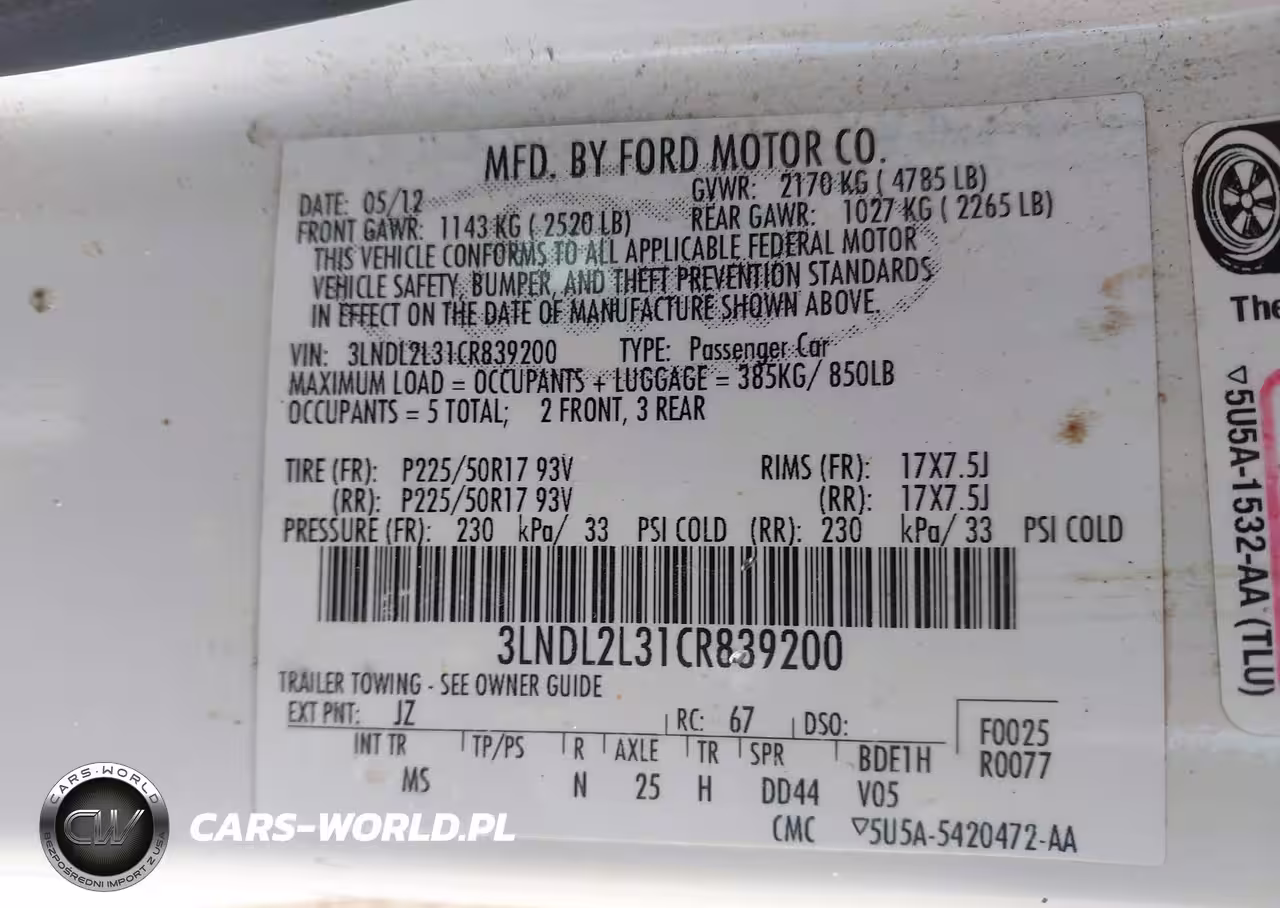 MFD. BY FORD MOTOR CO.
DATE: 05/12 GVWR: 2170 KG ( 4785 LB)
FRONT GAWR: 1143 KG ( 2520 LB) REAR GAWR: 1027 KG ( 2265 LB)
THIS VEHICLE CONFORMS TO ALL APPLICABLE FEDERAL MOTOR
VEHICLE SAFETY, BUMPER, AND THEFT PREVENTION STANDARDS
IN EFFECT ON THE DATE OF MANUFACTURE SHOWN ABOVE.
VIN: 3LNDL2L31CR839200 TYPE: Passenger Car
MAXIMUM LOAD = OCCUPANTS + LUGGAGE = 385KG/ 850LB
OCCUPANTS = 5 TOTAL; 2 FRONT, 3 REAR
TIRE (FR): P225/50R17 93V RIMS (FR): 17X7.5J
(RR): P225/50R17 93V (RR): 17X7.5J
PRESSURE (FR): 230 kPa/ 33 PSI COLD (RR): 230 kPa/ 33 PSI COLD
3LNDL2L31CR839200
TRAILER TOWING - SEE OWNER GUIDE
EXT PNT: JZ RC: 67 DSO: F0025
INT TR TP/PS R AXLE TR SPR BDE1H R0077
MS N 25 H DD44 V05
CMC ▽5U5A-5420472-AA
The
▽5U5A-1532-AA (TLU)
CARS-WORLD
CW
BEZPOŚREDNI IMPORT Z USA
CARS-WORLD.PL